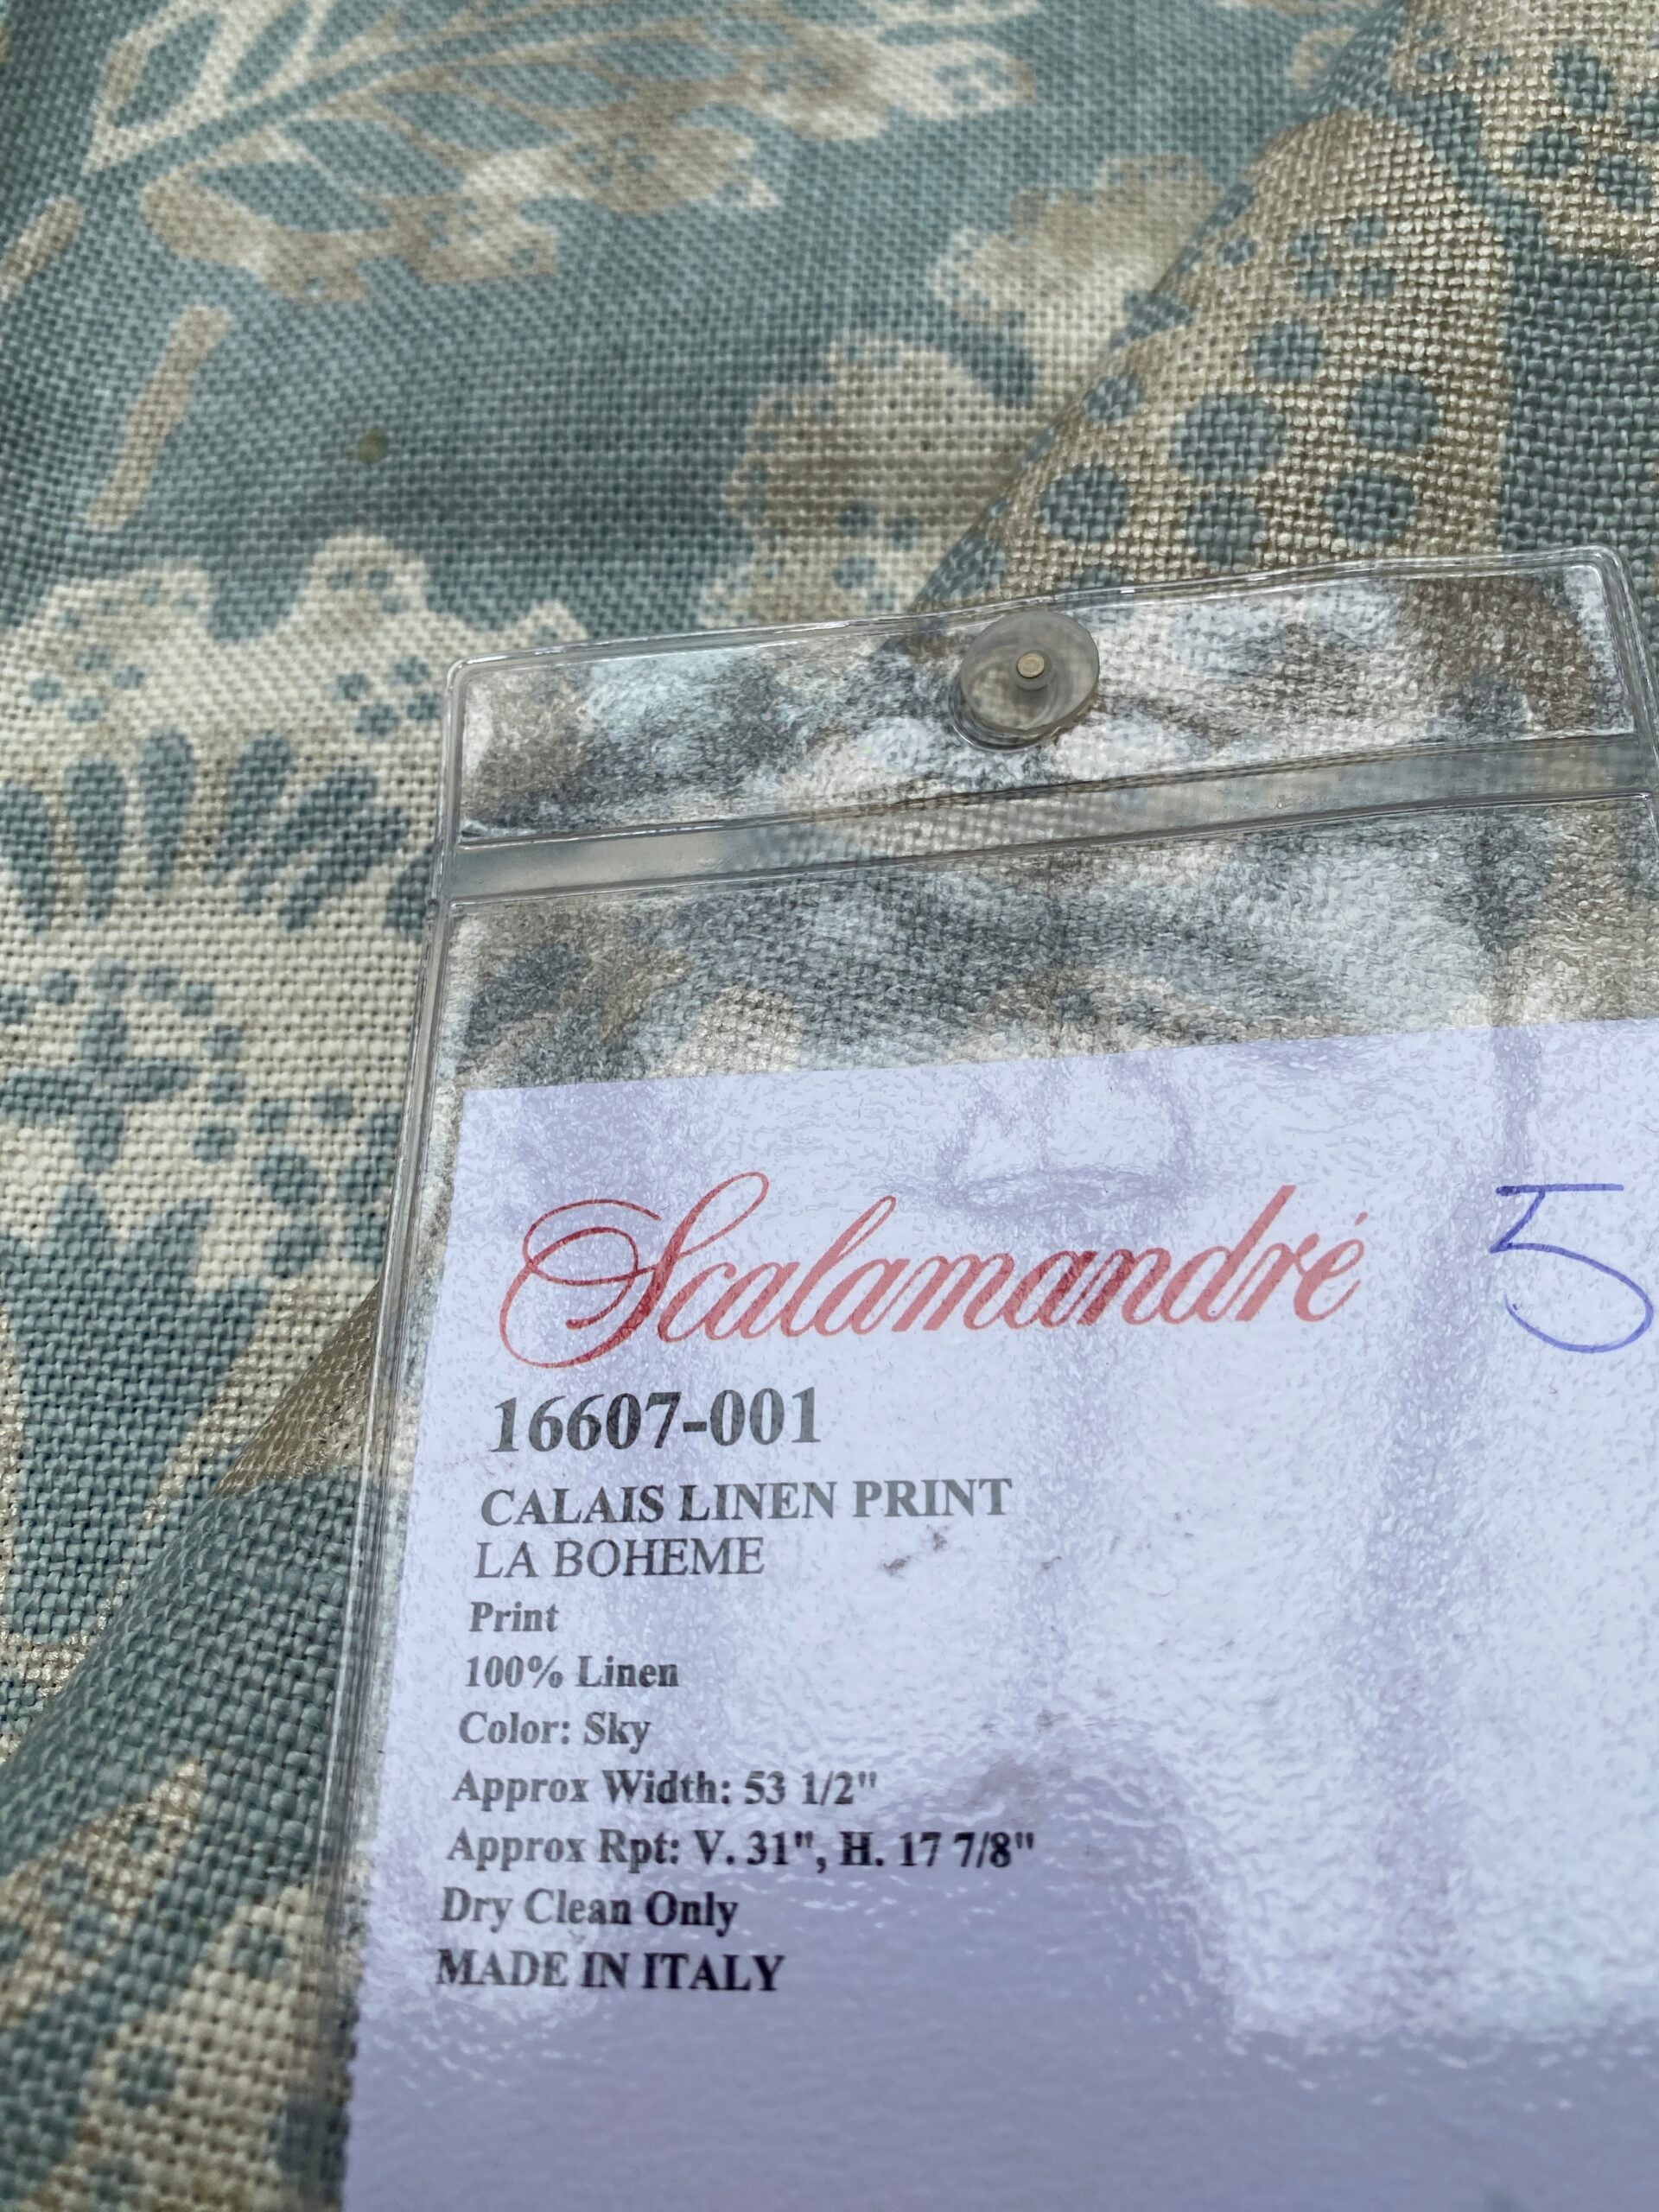 Scalamandré 5
16607-001
CALAIS LINEN PRINT
LA BOHEME
Print
100% Linen
Color: Sky
Approx Width: 53 1/2"
Approx Rpt: V. 31", H. 17 7/8"
Dry Clean Only
MADE IN ITALY